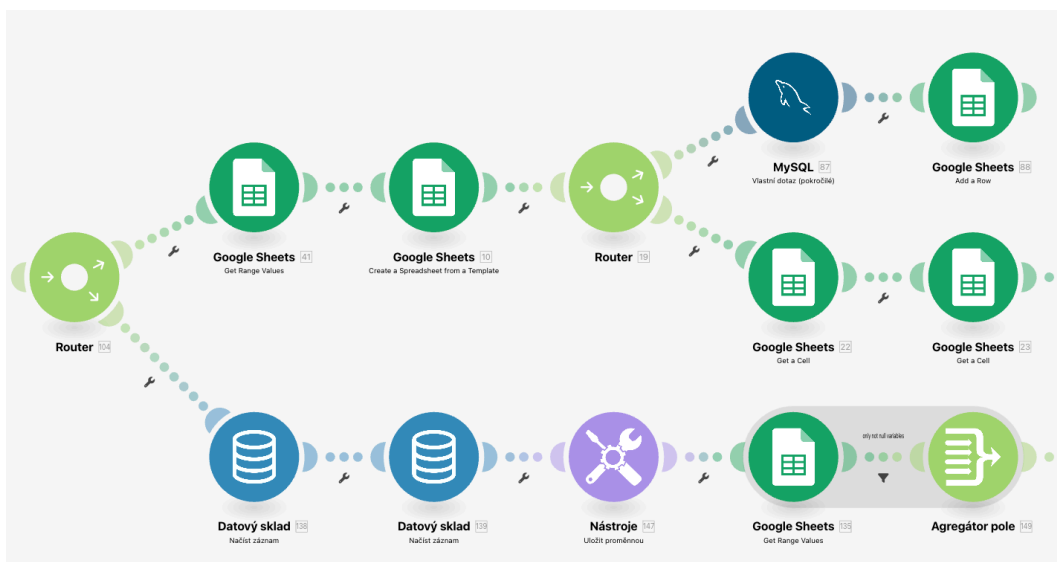 MySQL 87
Vlastní dotaz (pokročilé)
Google Sheets 88
Add a Row
Google Sheets 41
Get Range Values
Google Sheets 10
Create a Spreadsheet from a Template
Router 19
Router 104
Google Sheets 22
Get a Cell
Google Sheets 23
Get a Cell
only not null variables
Datový sklad 138
Načíst záznam
Datový sklad 139
Načíst záznam
Nástroje 147
Uložit proměnnou
Google Sheets 135
Get Range Values
Agregátor pole 149